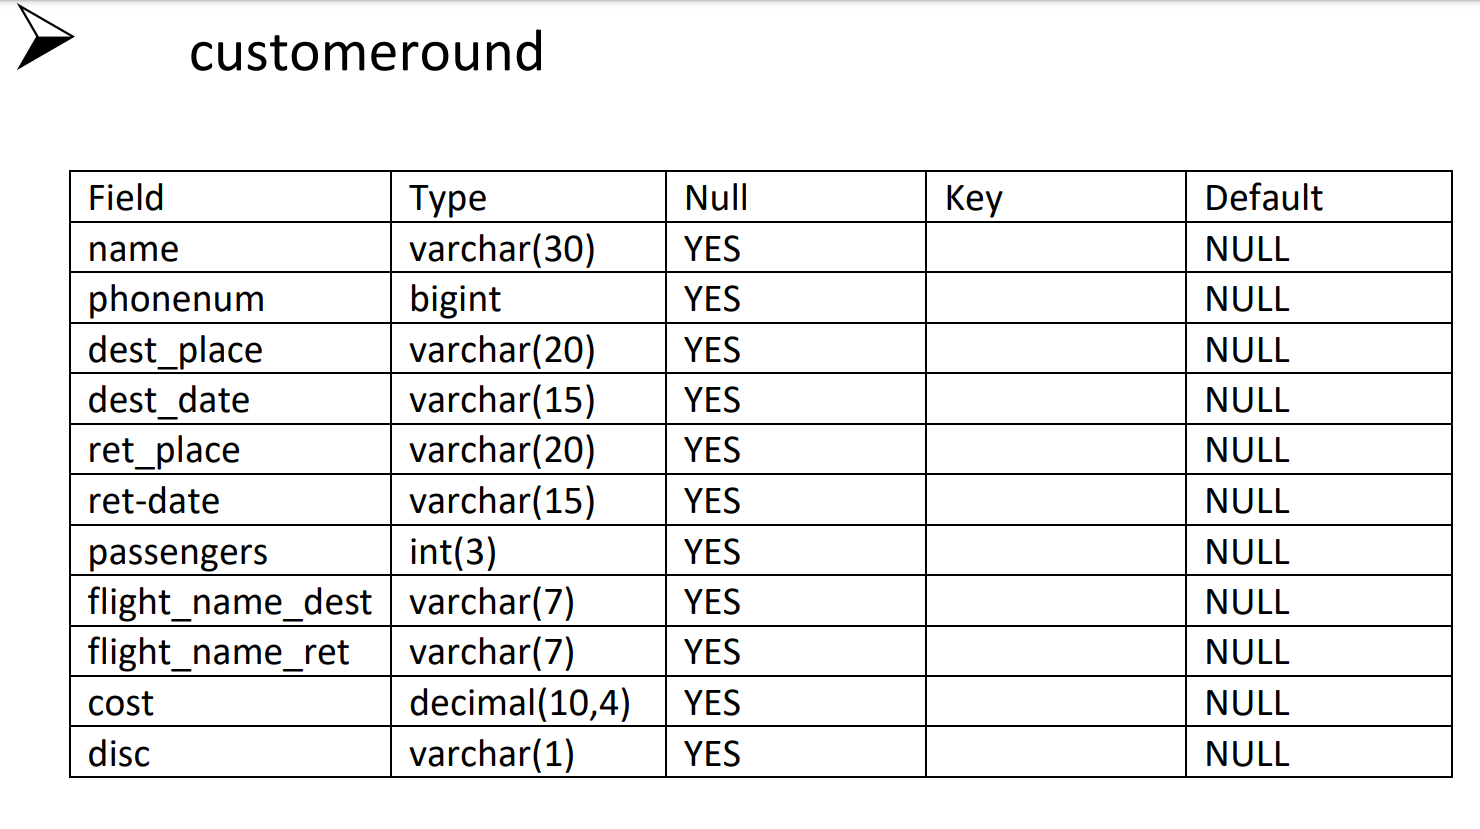 customeround
Field Type Null Key Default
name varchar(30) YES NULL
phonenum bigint YES NULL
dest_place varchar(20) YES NULL
dest_date varchar(15) YES NULL
ret_place varchar(20) YES NULL
ret-date varchar(15) YES NULL
passengers int(3) YES NULL
flight_name_dest varchar(7) YES NULL
flight_name_ret varchar(7) YES NULL
cost decimal(10,4) YES NULL
disc varchar(1) YES NULL